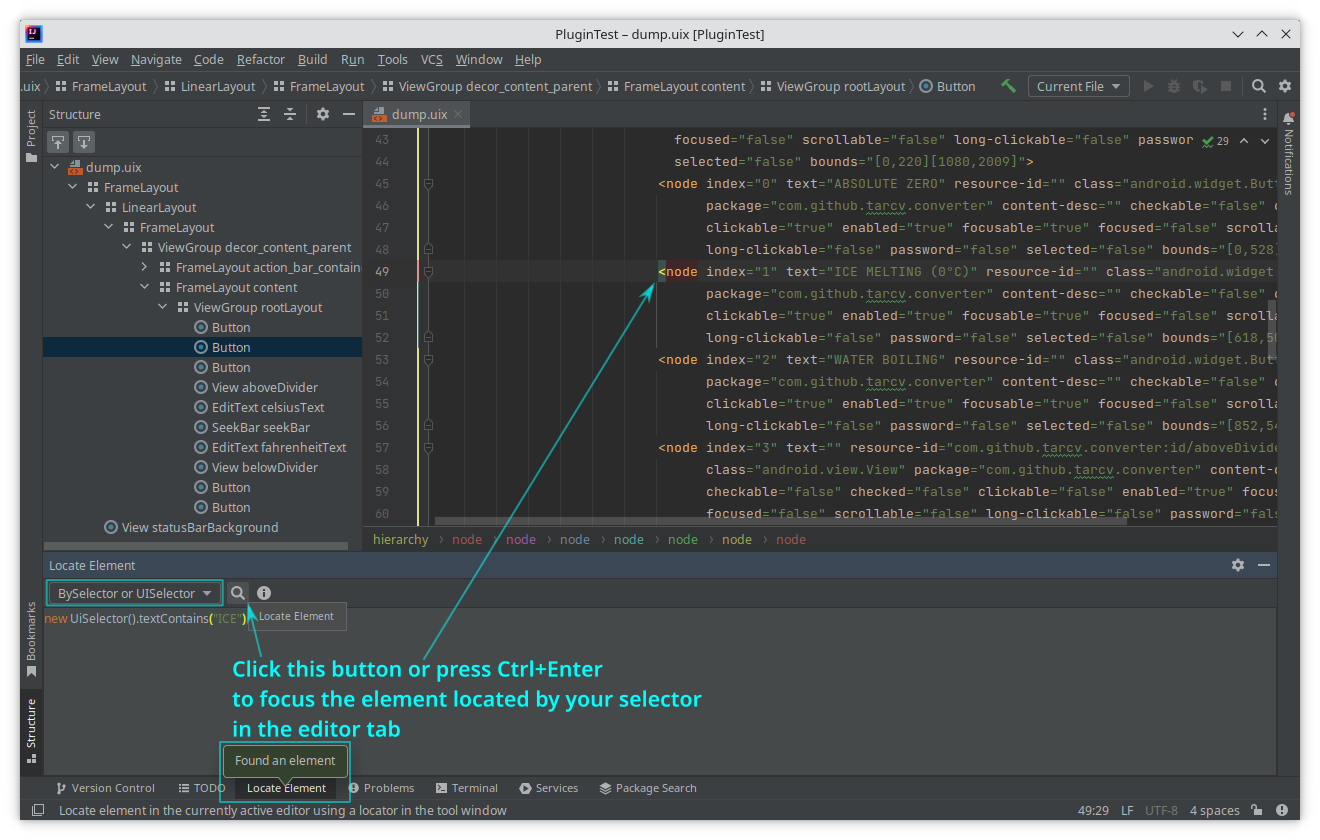 PluginTest – dump.uix [PluginTest]
File Edit View Navigate Code Refactor Build Run Tools VCS Window Help
.uix FrameLayout LinearLayout FrameLayout ViewGroup decor_content_parent FrameLayout content ViewGroup rootLayout Button Current File
Project
Structure
dump.uix
dump.uix
FrameLayout
LinearLayout
FrameLayout
ViewGroup decor_content_parent
FrameLayout action_bar_contain
FrameLayout content
ViewGroup rootLayout
Button
Button
Button
View aboveDivider
EditText celsiusText
SeekBar seekBar
EditText fahrenheitText
View belowDivider
Button
Button
View statusBarBackground
43 focused="false" scrollable="false" long-clickable="false" passwor 29
44 selected="false" bounds="[0,220][1080,2009]">
45 <node index="0" text="ABSOLUTE ZERO" resource-id="" class="android.widget.Butt
46 package="com.github.tarcv.converter" content-desc="" checkable="false" c
47 clickable="true" enabled="true" focusable="true" focused="false" scrolla
48 long-clickable="false" password="false" selected="false" bounds="[0,528]
49 <node index="1" text="ICE MELTING (0°C)" resource-id="" class="android.widget
50 package="com.github.tarcv.converter" content-desc="" checkable="false" c
51 clickable="true" enabled="true" focusable="true" focused="false" scrolla
52 long-clickable="false" password="false" selected="false" bounds="[618,50
53 <node index="2" text="WATER BOILING" resource-id="" class="android.widget.But
54 package="com.github.tarcv.converter" content-desc="" checkable="false" c
55 clickable="true" enabled="true" focusable="true" focused="false" scrolla
56 long-clickable="false" password="false" selected="false" bounds="[852,54
57 <node index="3" text="" resource-id="com.github.tarcv.converter:id/aboveDivide
58 class="android.view.View" package="com.github.tarcv.converter" content-d
59 checkable="false" checked="false" clickable="false" enabled="true" focus
60 focused="false" scrollable="false" long-clickable="false" password="fals
Notifications
hierarchy node node node node node node node
Locate Element
BySelector or UISelector
Locate Element
new UiSelector().textContains("ICE")
Click this button or press Ctrl+Enter
to focus the element located by your selector
in the editor tab
Bookmarks
Structure
Found an element
Version Control TODO Locate Element Problems Terminal Services Package Search
Locate element in the currently active editor using a locator in the tool window 49:29 LF UTF-8 4 spaces